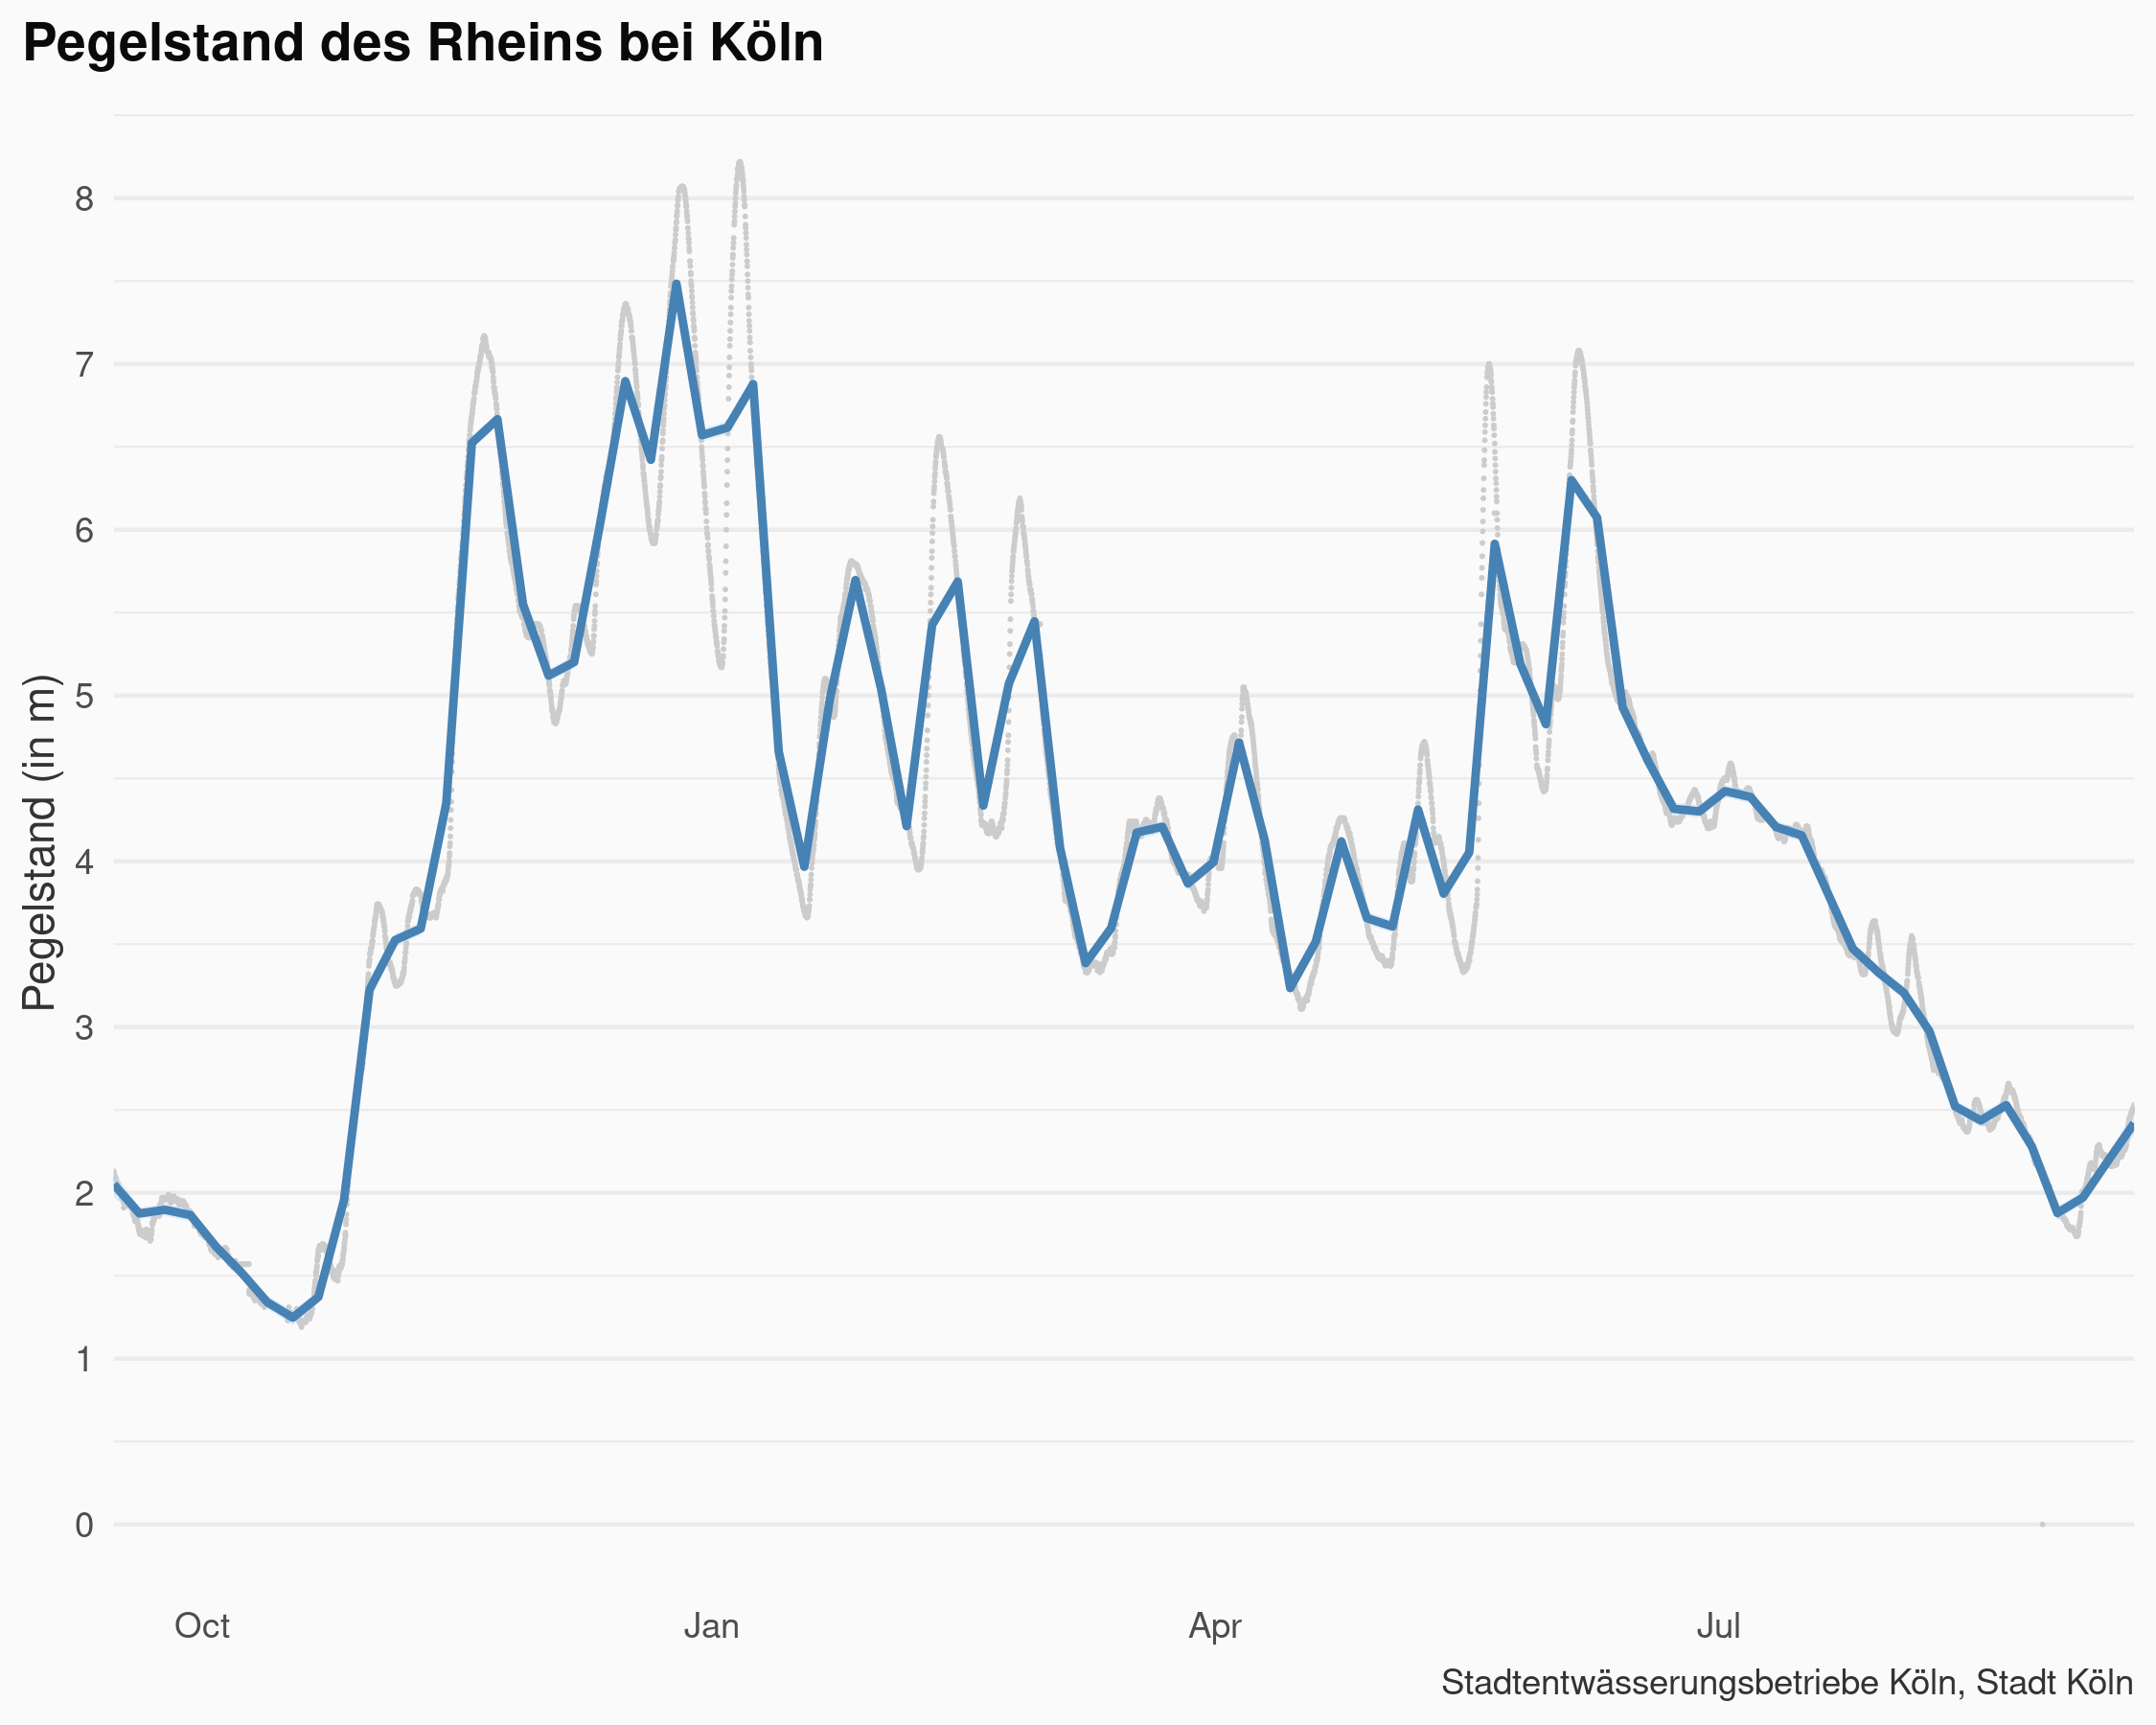 Pegelstand des Rheins bei Köln
Pegelstand (in m)
8
7
6
5
4
3
2
1
0
Oct Jan Apr Jul
Stadtentwässerungsbetriebe Köln, Stadt Köln